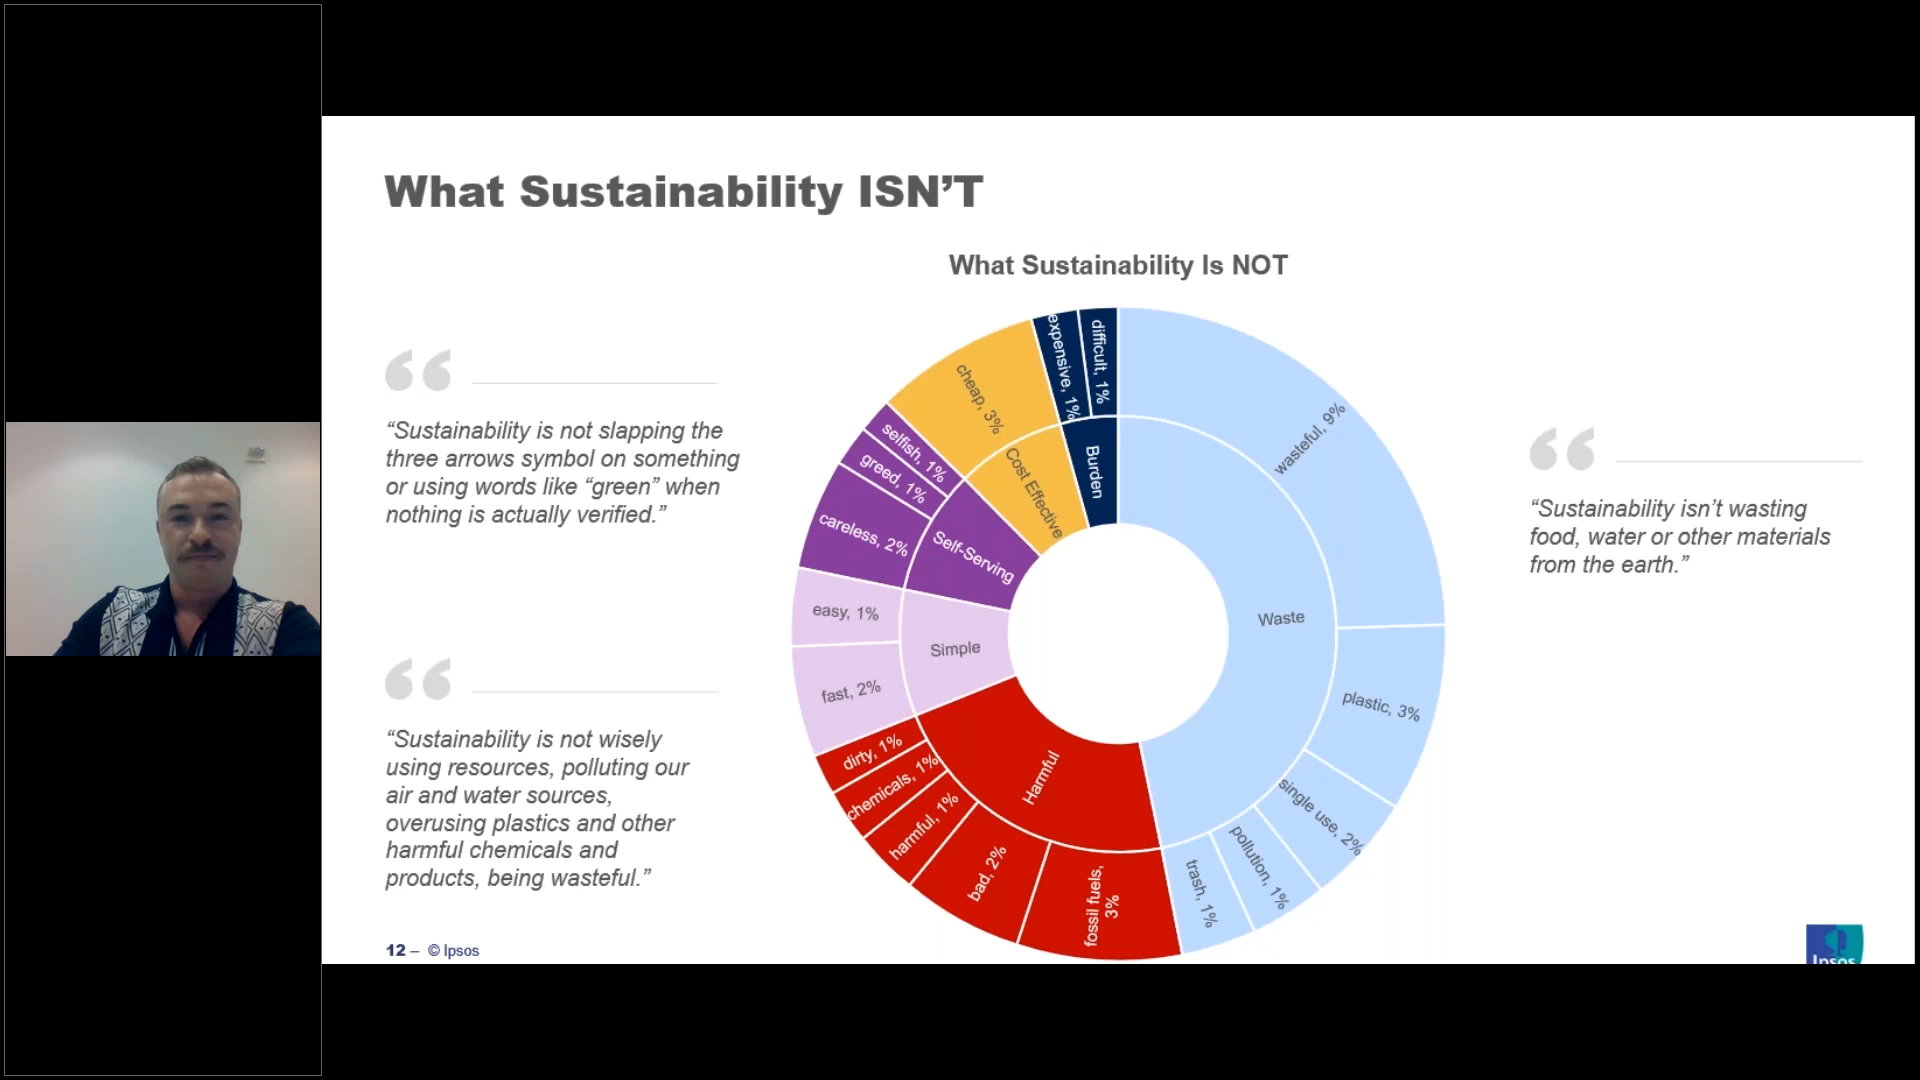 What Sustainability ISN’T
What Sustainability Is NOT
“Sustainability is not slapping the
three arrows symbol on something
or using words like “green” when
nothing is actually verified.”
“Sustainability is not wisely
using resources, polluting our
air and water sources,
overusing plastics and other
harmful chemicals and
products, being wasteful.”
Waste
wasteful, 9%
plastic, 3%
single use, 2%
pollution, 1%
trash, 1%
Harmful
fossil fuels,
3%
bad, 2%
harmful, 1%
chemicals, 1%
dirty, 1%
Simple
fast, 2%
easy, 1%
Self-Serving
careless, 2%
greed, 1%
selfish, 1%
Cost Effective
cheap, 3%
Burden
expensive, 1%
difficult, 1%
“Sustainability isn’t wasting
food, water or other materials
from the earth.”
12 – © Ipsos
Ipsos